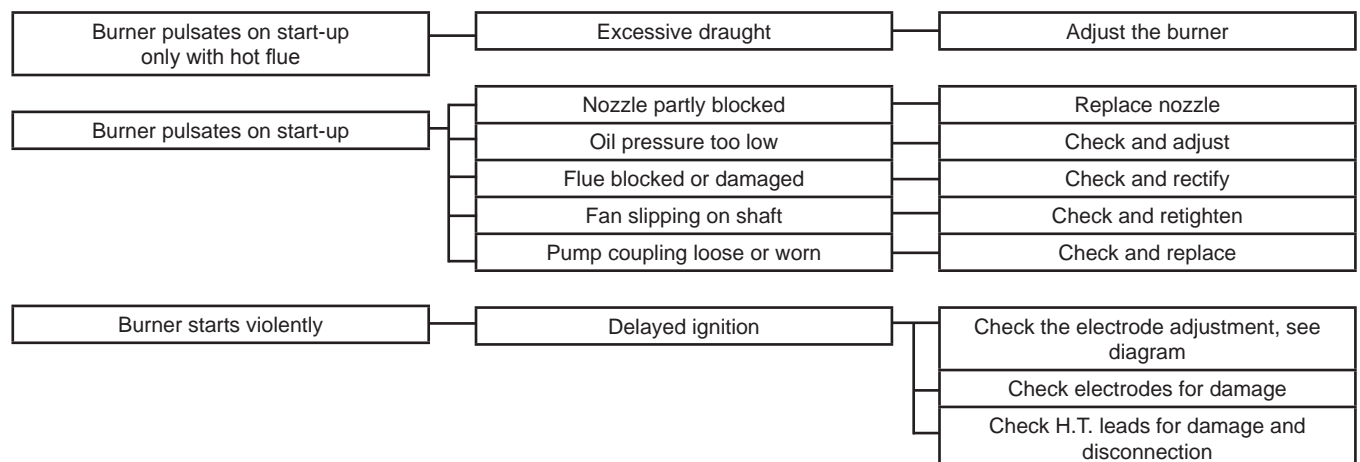 Burner pulsates on start-up
only with hot flue
Excessive draught
Adjust the burner
Burner pulsates on start-up
Nozzle partly blocked
Replace nozzle
Oil pressure too low
Check and adjust
Flue blocked or damaged
Check and rectify
Fan slipping on shaft
Check and retighten
Pump coupling loose or worn
Check and replace
Burner starts violently
Delayed ignition
Check the electrode adjustment, see
diagram
Check electrodes for damage
Check H.T. leads for damage and
disconnection